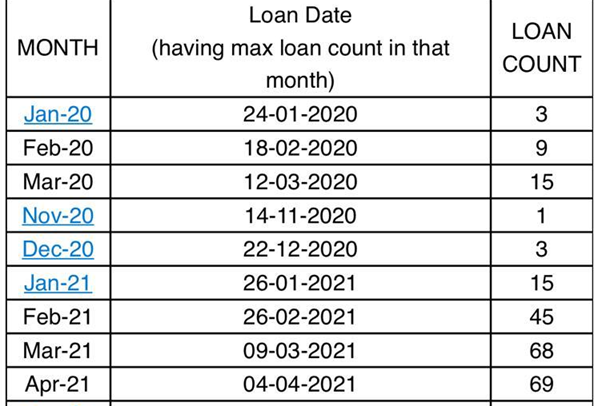 MONTH Loan Date (having max loan count in that month) LOAN COUNT
Jan-20 24-01-2020 3
Feb-20 18-02-2020 9
Mar-20 12-03-2020 15
Nov-20 14-11-2020 1
Dec-20 22-12-2020 3
Jan-21 26-01-2021 15
Feb-21 26-02-2021 45
Mar-21 09-03-2021 68
Apr-21 04-04-2021 69